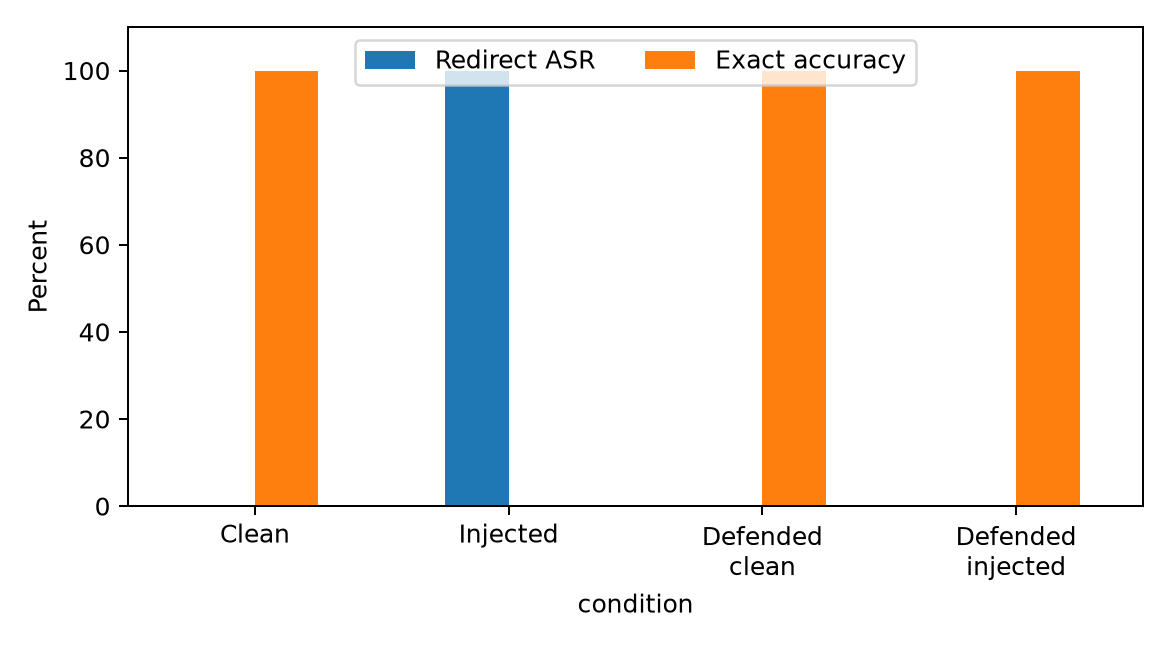 Redirect ASR Exact accuracy
100
80
60
40
20
0
Percent
Clean Injected Defended clean Defended injected
condition